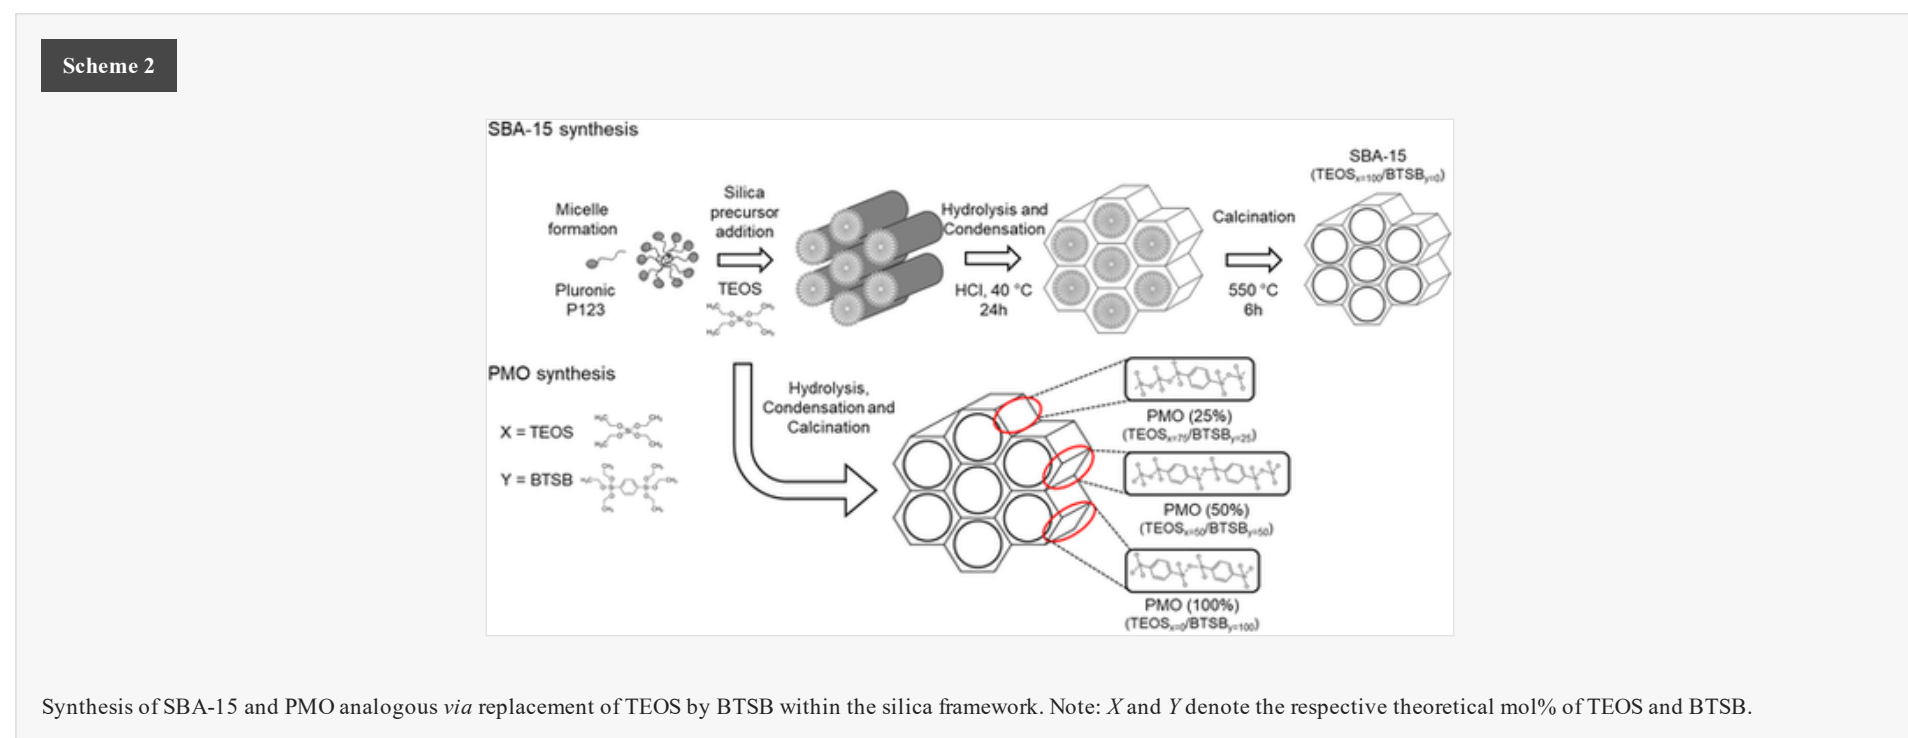 Scheme 2
SBA-15 synthesis
Micelle
formation
Pluronic
P123
Silica
precursor
addition
TEOS
Hydrolysis and
Condensation
HCl, 40 °C
24h
Calcination
550 °C
6h
SBA-15
(TEOSx=100/BTSBy=0)
PMO synthesis
X = TEOS
Y = BTSB
Hydrolysis,
Condensation and
Calcination
PMO (25%)
(TEOSx=75/BTSBy=25)
PMO (50%)
(TEOSx=50/BTSBy=50)
PMO (100%)
(TEOSx=0/BTSBy=100)
Synthesis of SBA-15 and PMO analogous via replacement of TEOS by BTSB within the silica framework. Note: X and Y denote the respective theoretical mol% of TEOS and BTSB.